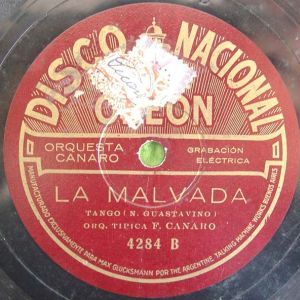 DISCO NACIONAL
ODEON
ORQUESTA
CANARO
GRABACIÓN
ELÉCTRICA
LA MALVADA
TANGO (N. GUASTAVINO)
ORQ. TIPICA F. CANARO
4284 B
MANUFACTURADO EXCLUSIVAMENTE PARA MAX GLÜCKSMANN POR THE ARGENTINE TALKING MACHINE WORKS BUENOS AIRES